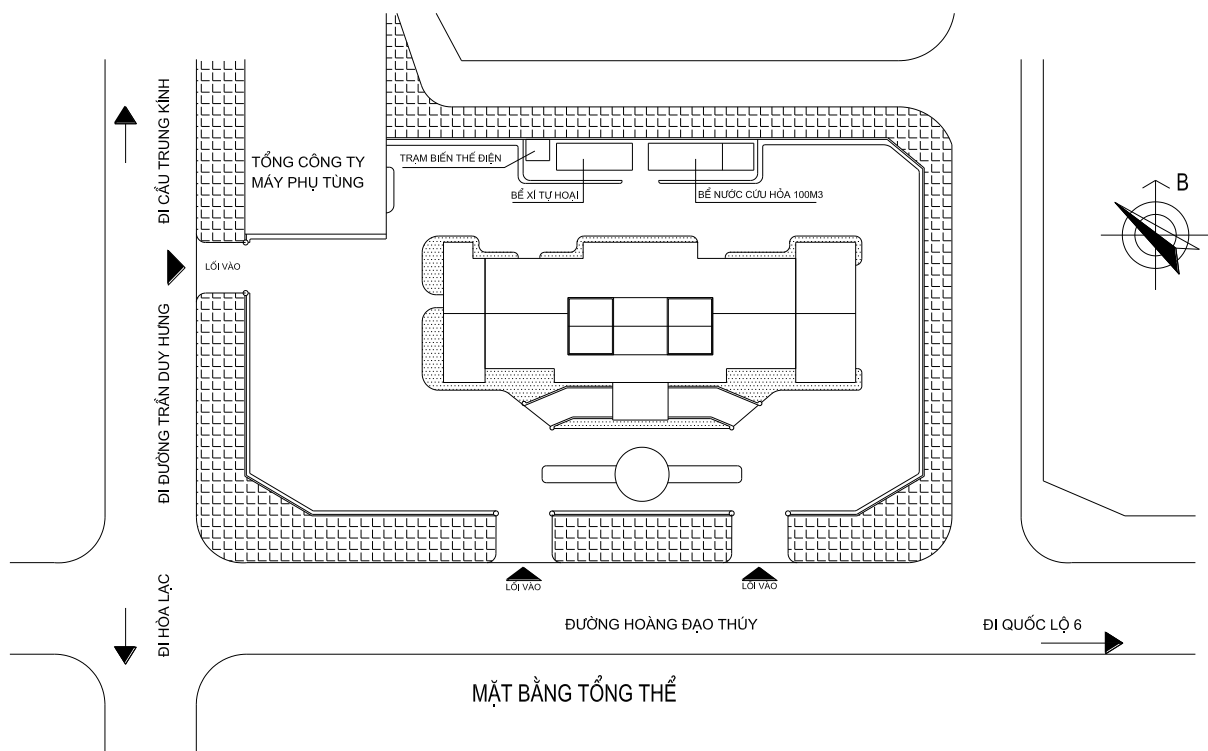 ĐI CẦU TRUNG KÍNH
TỔNG CÔNG TY
MÁY PHỤ TÙNG
TRẠM BIẾN THẾ ĐIỆN
BỂ XÍ TỰ HOẠI
BỂ NƯỚC CỨU HỎA 100M3
B
LỐI VÀO
ĐI ĐƯỜNG TRẦN DUY HƯNG
LỐI VÀO
LỐI VÀO
ĐI HÒA LẠC
ĐƯỜNG HOÀNG ĐẠO THÚY
ĐI QUỐC LỘ 6
MẶT BẰNG TỔNG THỂ